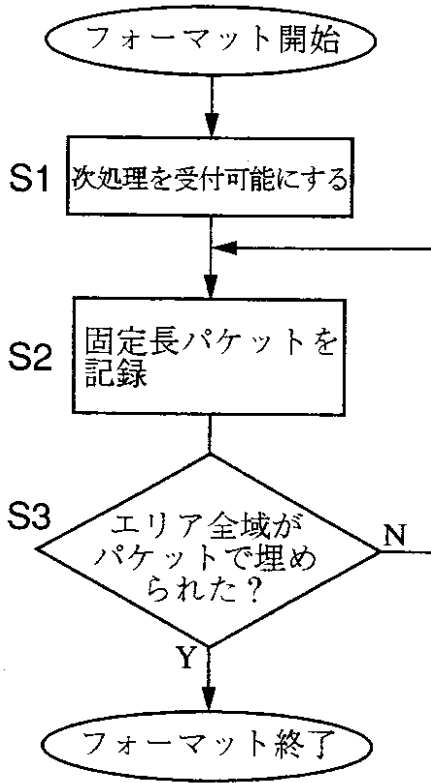 フォーマット開始
S1
次処理を受付可能にする
S2
固定長パケットを
記録
S3
エリア全域が
パケットで埋め
られた？
N
Y
フォーマット終了